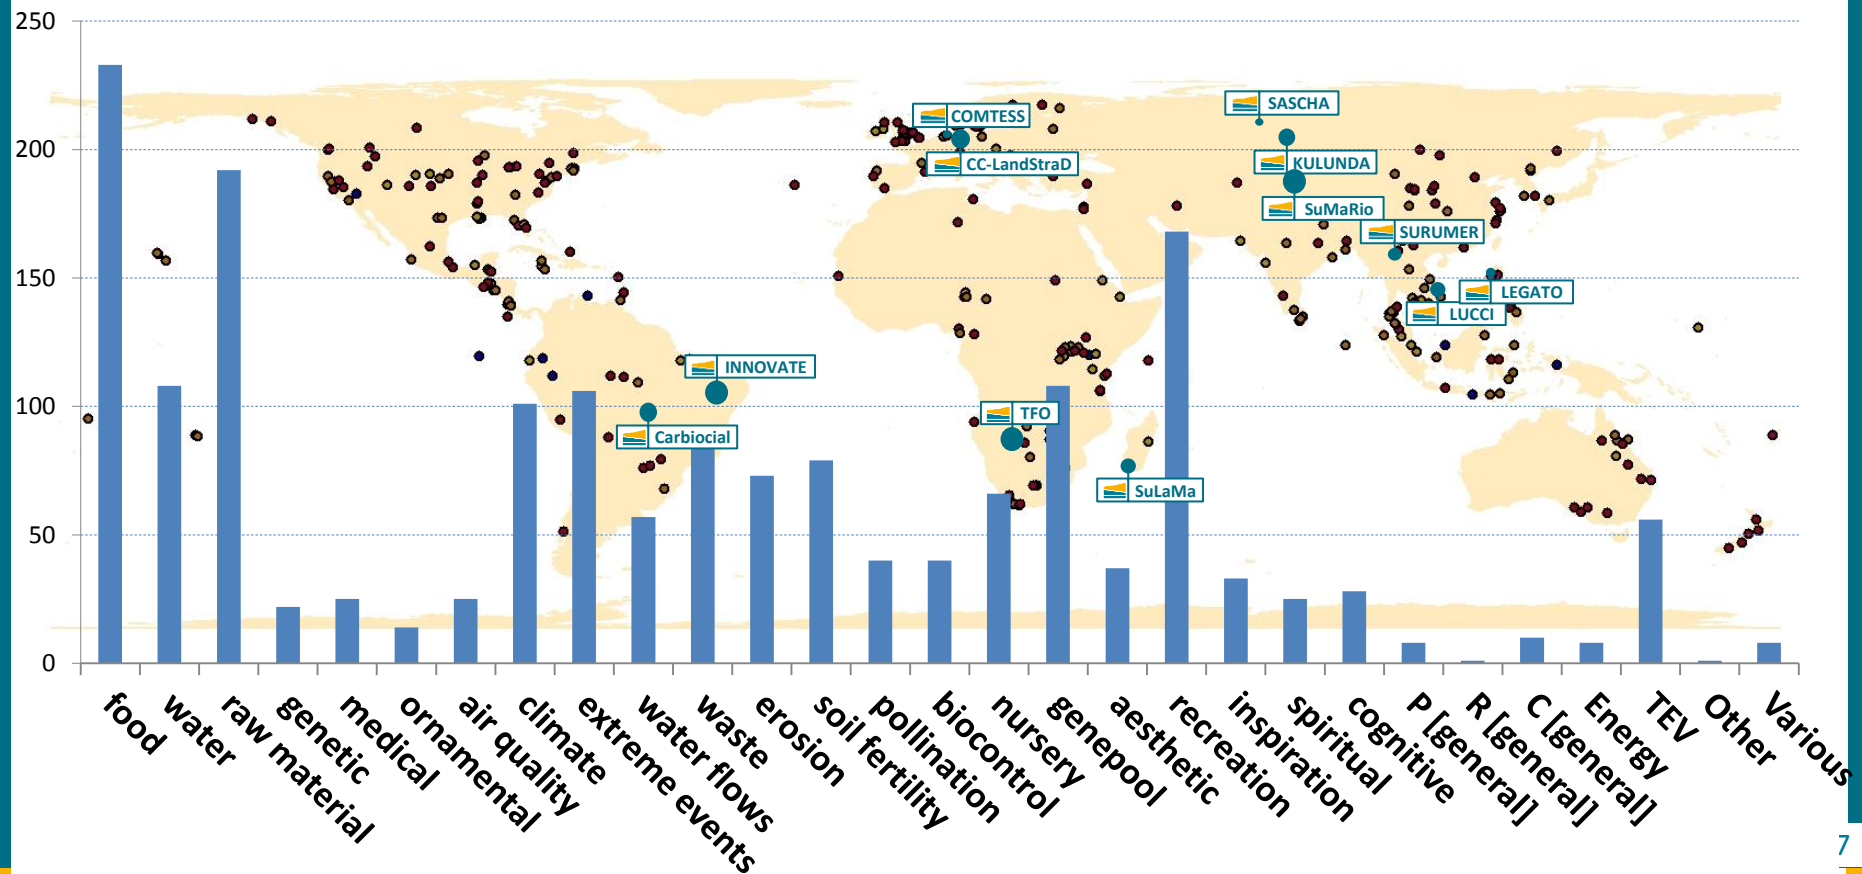 250
200
150
100
50
0
SASCHA
COMTESS
KULUNDA
CC-LandStraD
SuMaRio
SURUMER
LEGATO
LUCCI
INNOVATE
TFO
Carbiocial
SuLaMa
food
water
raw material
genetic
medical
ornamental
air quality
climate
extreme events
water flows
waste
erosion
soil fertility
pollination
biocontrol
nursery
genepool
aesthetic
recreation
inspiration
spiritual
cognitive
P [general]
R [general]
C [general]
Energy
TEV
Other
Various
7